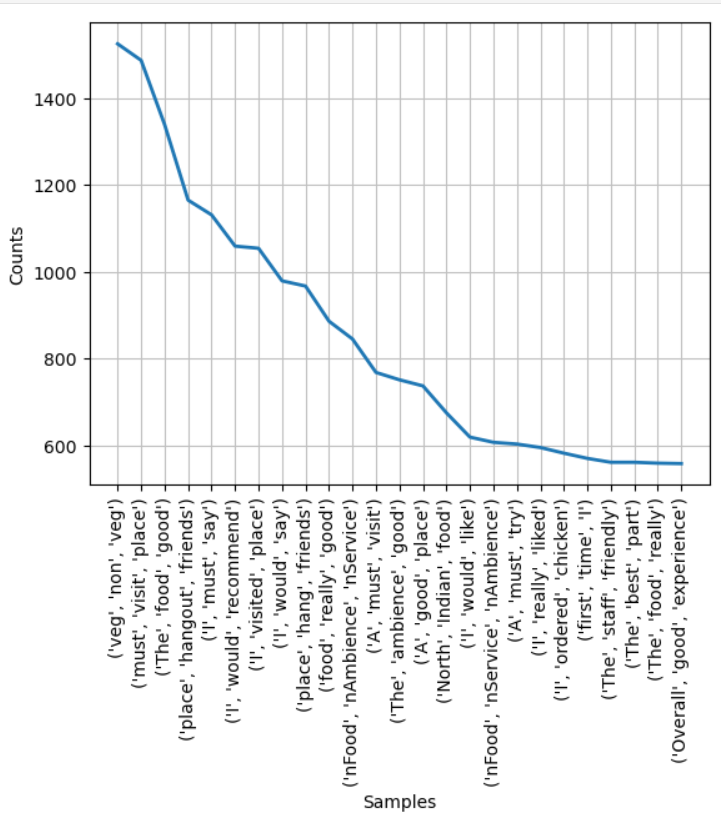 Counts
1400
1200
1000
800
600
('veg', 'non', 'veg')
('must', 'visit', 'place')
('The', 'food', 'good')
('place', 'hangout', 'friends')
('I', 'must', 'say')
('I', 'would', 'recommend')
('I', 'visited', 'place')
('I', 'would', 'say')
('place', 'hang', 'friends')
('food', 'really', 'good')
('nFood', 'nAmbience', 'nService')
('A', 'must', 'visit')
('The', 'ambience', 'good')
('A', 'good', 'place')
('North', 'Indian', 'food')
('I', 'would', 'like')
('nFood', 'nService', 'nAmbience')
('A', 'must', 'try')
('I', 'really', 'liked')
('I', 'ordered', 'chicken')
('first', 'time', 'I')
('The', 'staff', 'friendly')
('The', 'best', 'part')
('The', 'food', 'really')
('Overall', 'good', 'experience')
Samples